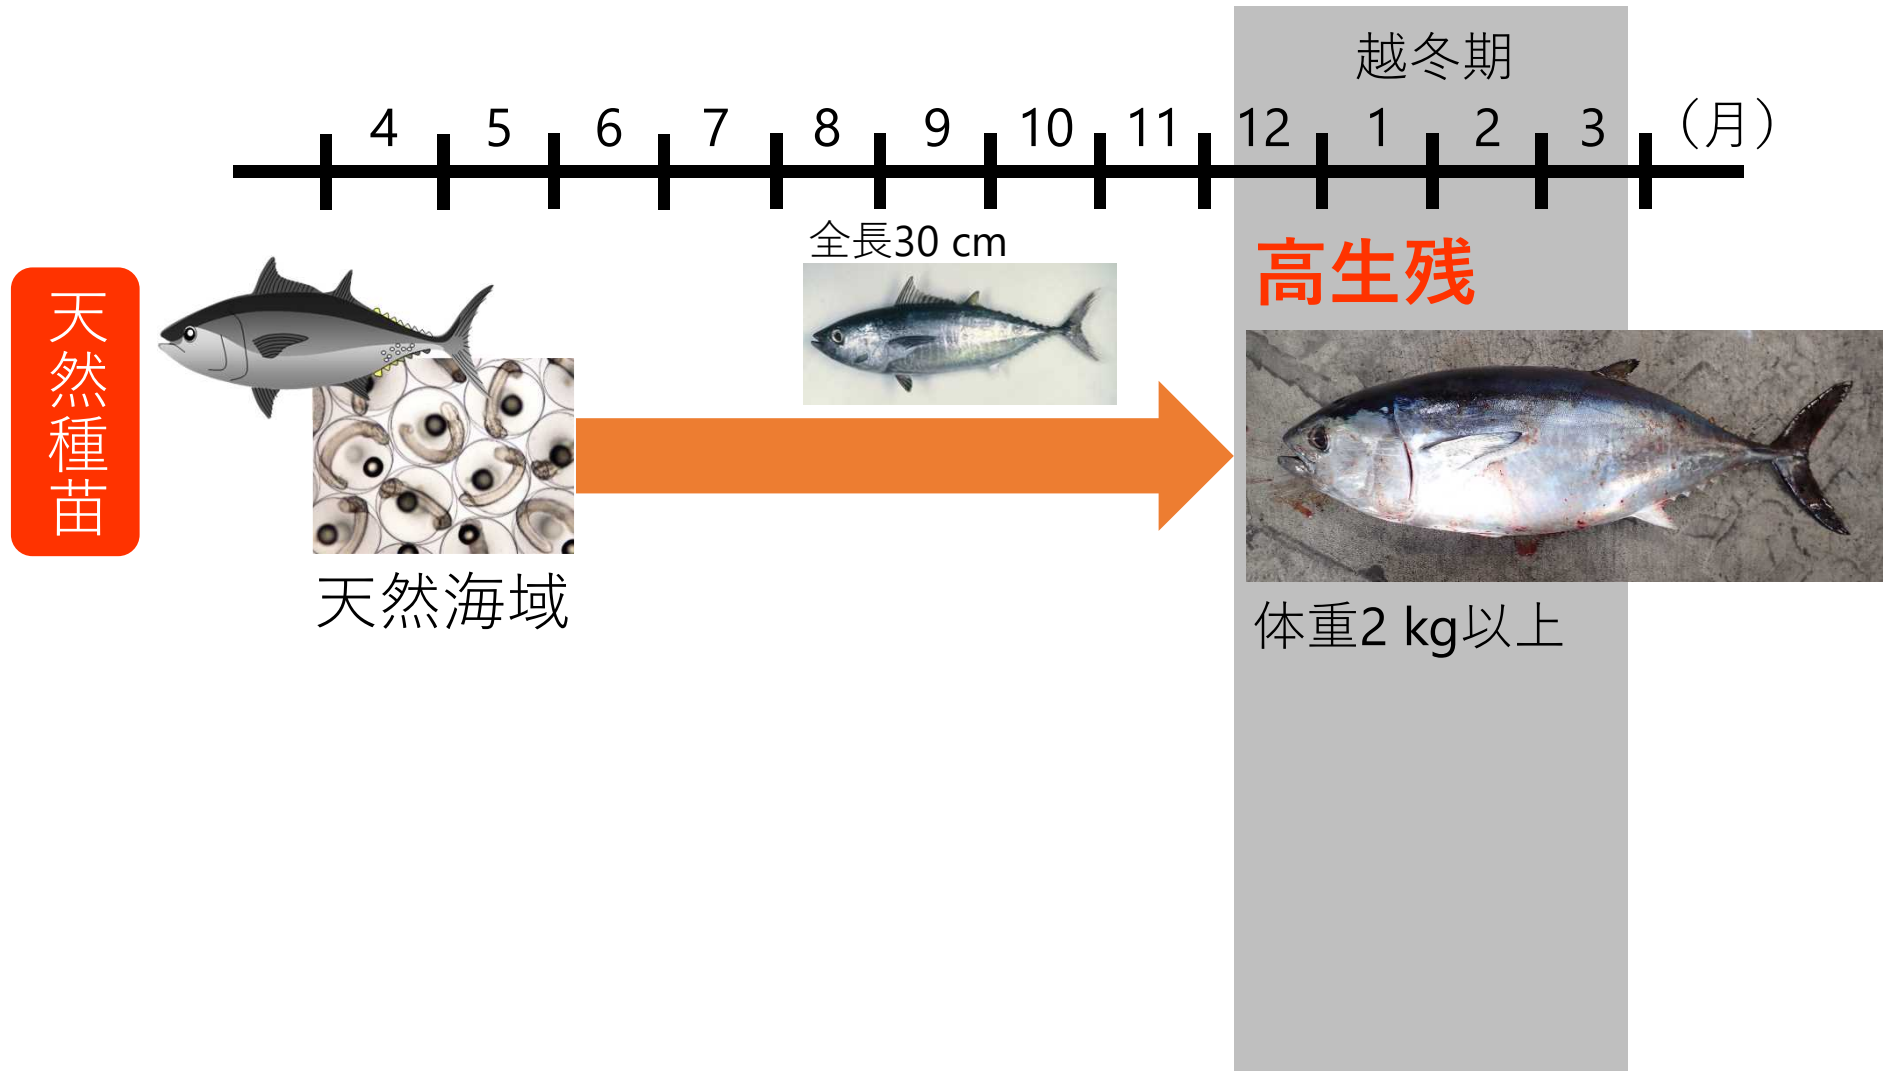 越冬期
4 5 6 7 8 9 10 11 12 1 2 3 （月）
全長30 cm
高生残
天然種苗
天然海域
体重2 kg以上